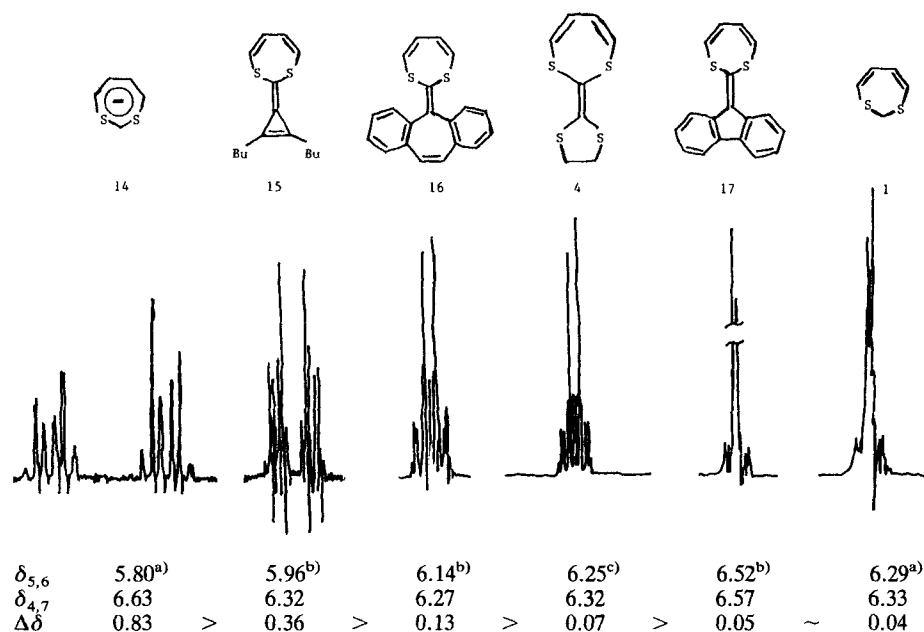 S S
S S
S S
S S
S S
S S
S S
Bu Bu
14 15 16 4 17 1
δ5,6 5.80a) 5.96b) 6.14b) 6.25c) 6.52b) 6.29a)
δ4,7 6.63 6.32 6.27 6.32 6.57 6.33
Δδ 0.83 > 0.36 > 0.13 > 0.07 > 0.05 ~ 0.04